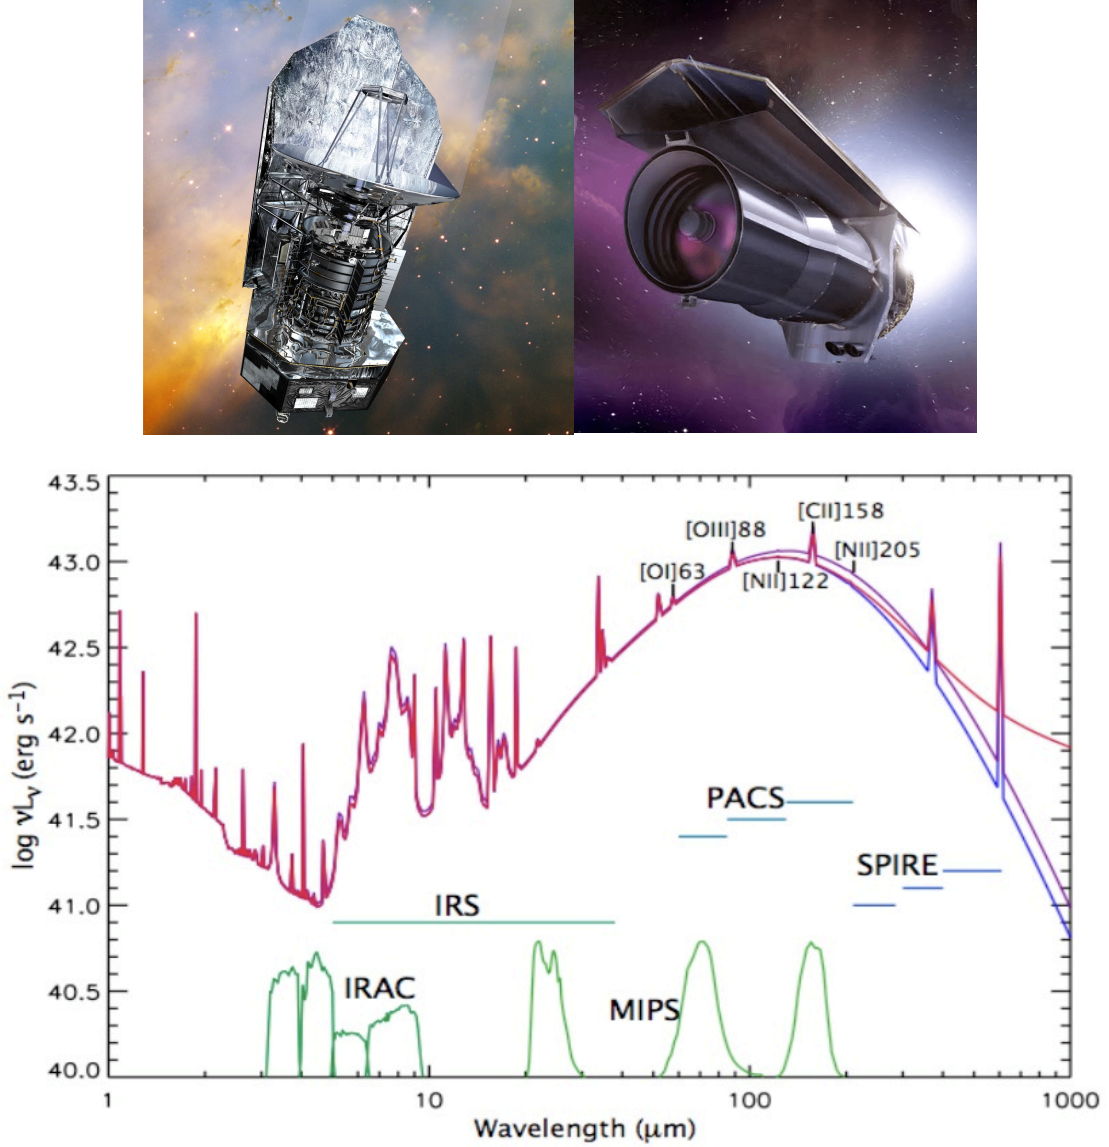 43.5
43.0
42.5
42.0
41.5
41.0
40.5
40.0
log νLν (erg s⁻¹)
[CII]158
[OIII]88
[NII]205
[OI]63
[NII]122
PACS
SPIRE
IRS
IRAC
MIPS
1
10
100
1000
Wavelength (μm)